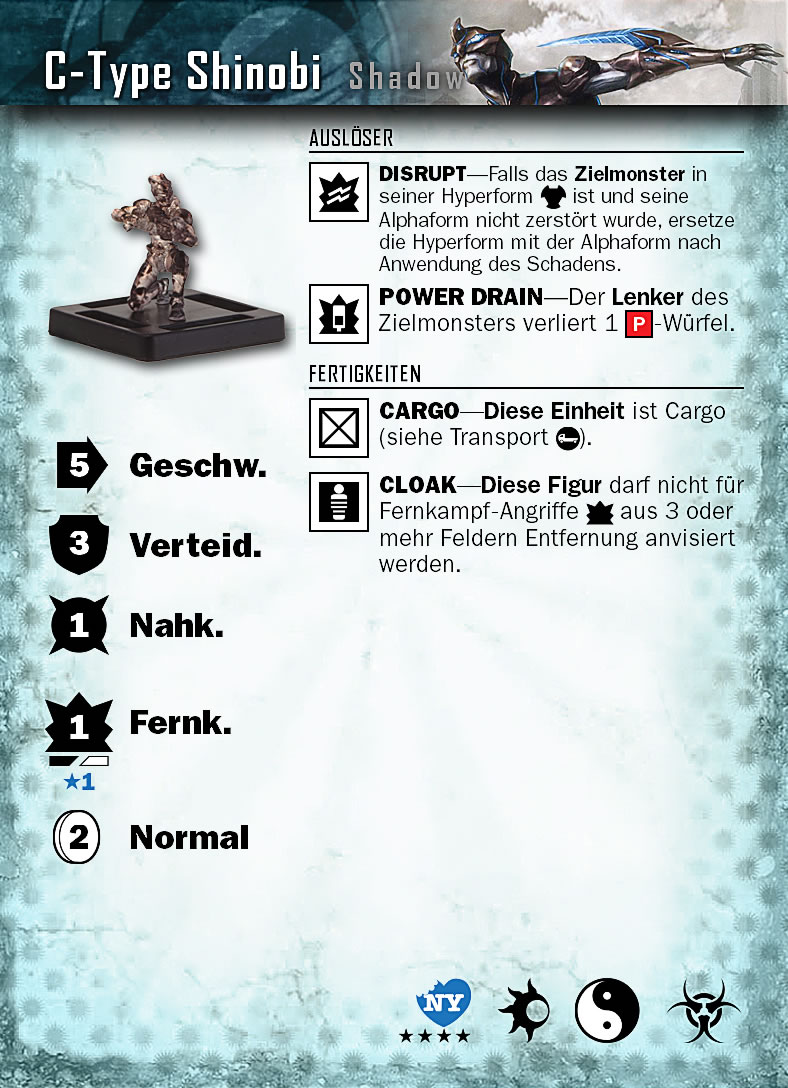 C-Type Shinobi Shadow
AUSLÖSER
DISRUPT—Falls das Zielmonster in
seiner Hyperform ist und seine
Alphaform nicht zerstört wurde, ersetze
die Hyperform mit der Alphaform nach
Anwendung des Schadens.
POWER DRAIN—Der Lenker des
Zielmonsters verliert 1 P-Würfel.
FERTIGKEITEN
CARGO—Diese Einheit ist Cargo
(siehe Transport ).
CLOAK—Diese Figur darf nicht für
Fernkampf-Angriffe aus 3 oder
mehr Feldern Entfernung anvisiert
werden.
5 Geschw.
3 Verteid.
1 Nahk.
1 Fernk.
★1
2 Normal
NY
★★★★